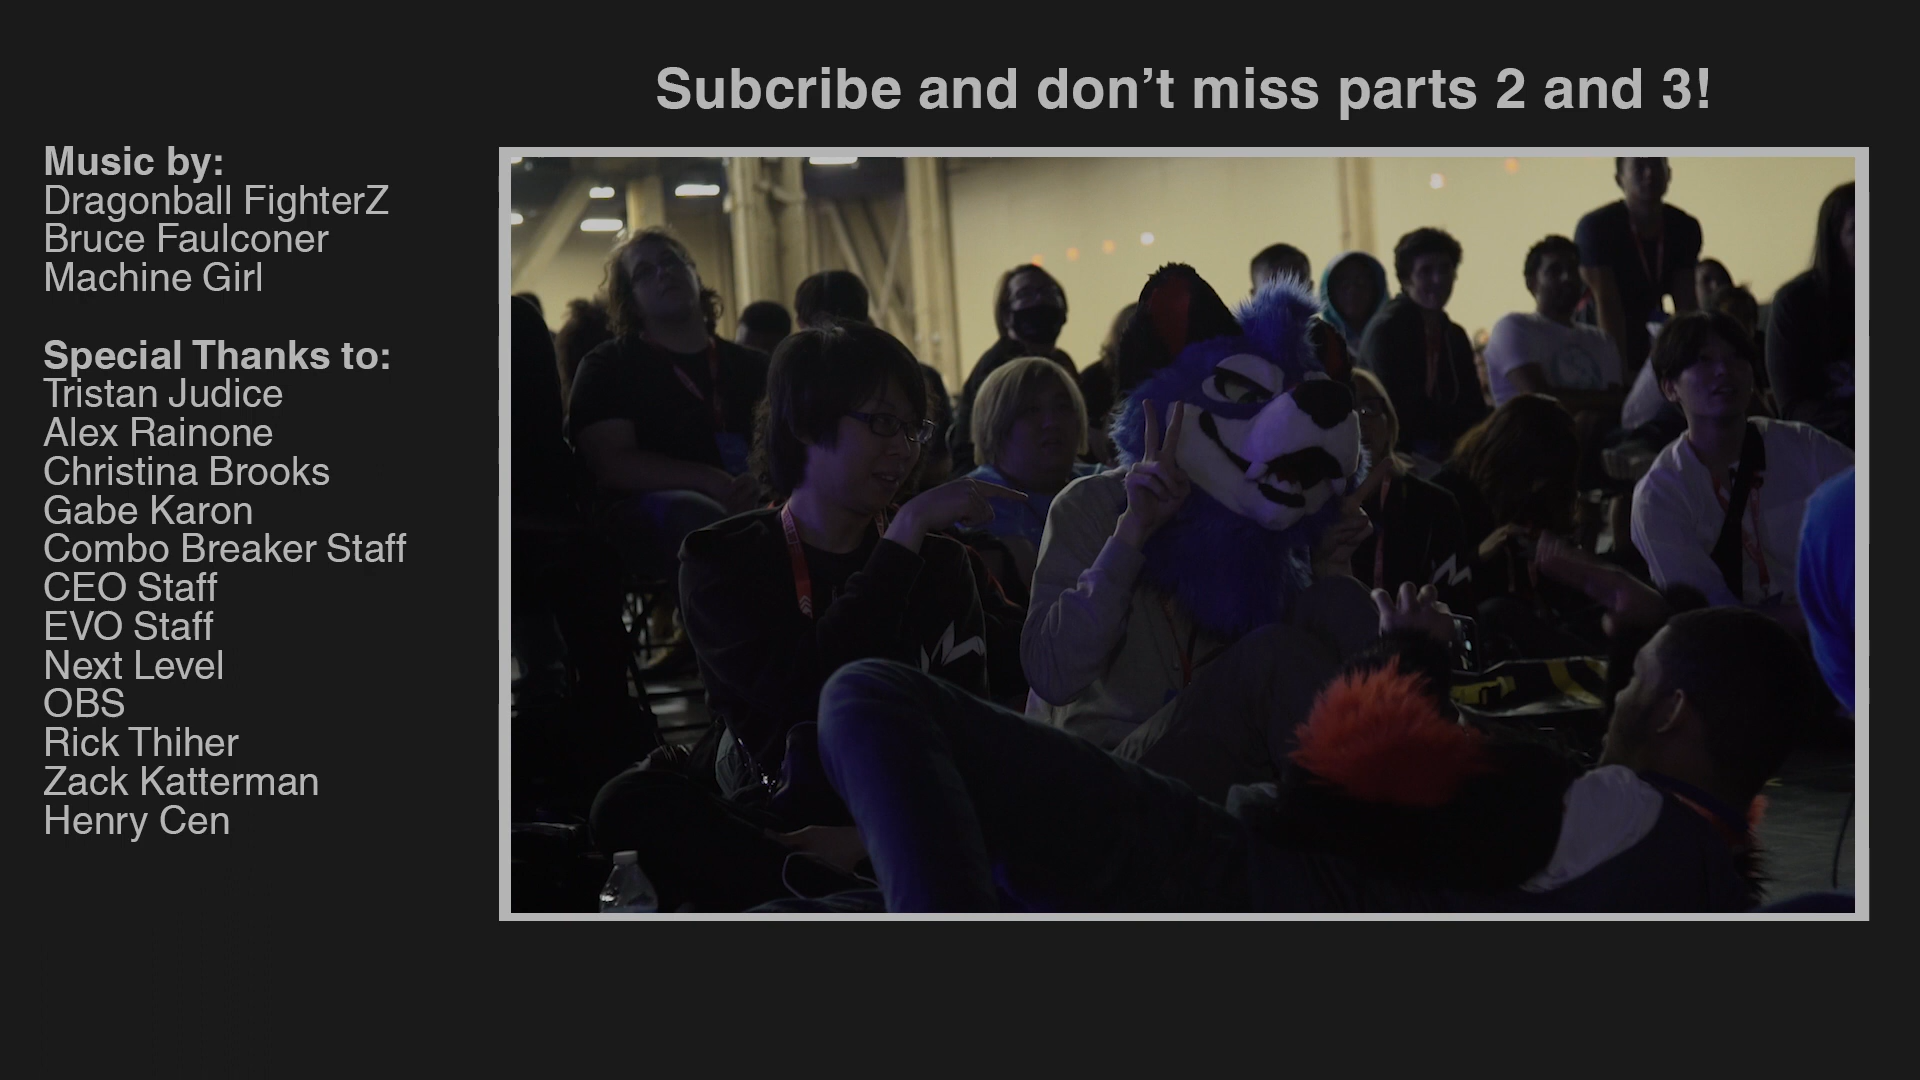 Subcribe and don’t miss parts 2 and 3!
Music by:
Dragonball FighterZ
Bruce Faulconer
Machine Girl
Special Thanks to:
Tristan Judice
Alex Rainone
Christina Brooks
Gabe Karon
Combo Breaker Staff
CEO Staff
EVO Staff
Next Level
OBS
Rick Thiher
Zack Katterman
Henry Cen